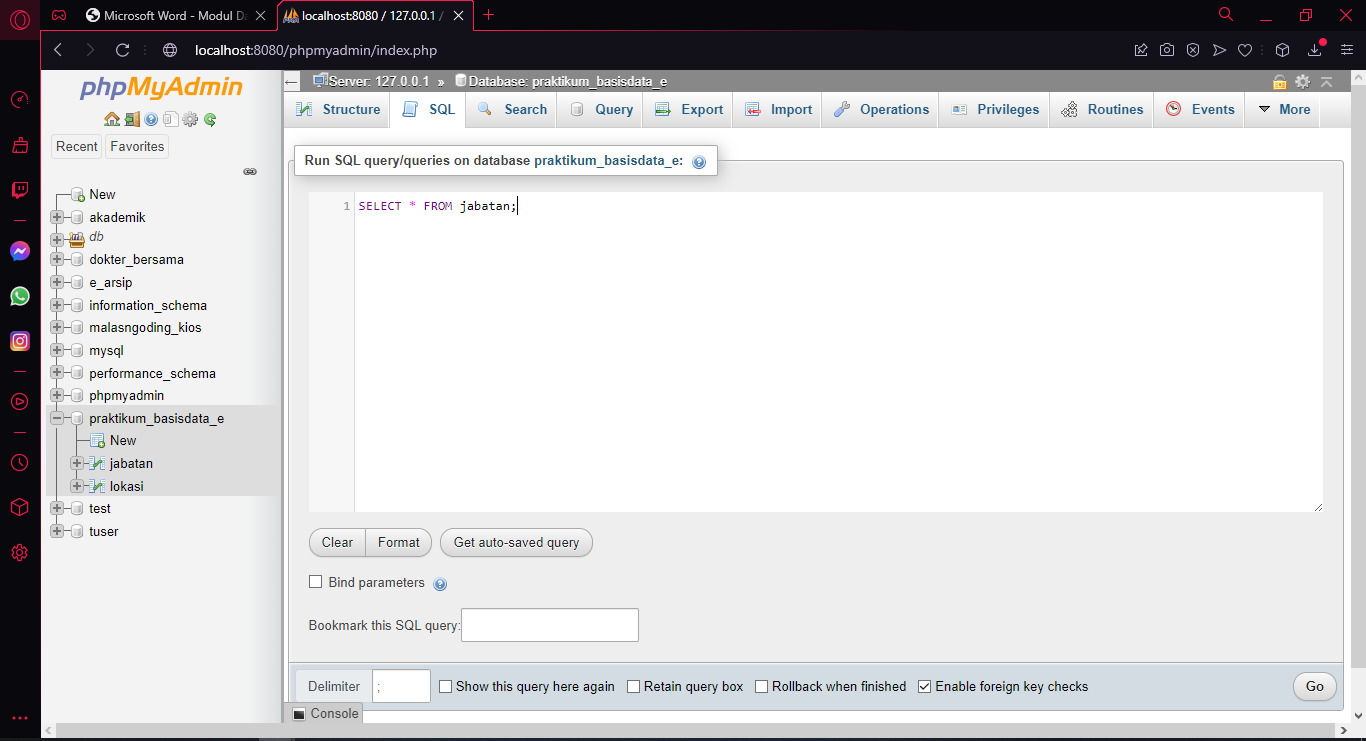 Microsoft Word - Modul Da
localhost:8080 / 127.0.0.1 /
localhost:8080/phpmyadmin/index.php
phpMyAdmin
Recent
Favorites
New
akademik
db
dokter_bersama
e_arsip
information_schema
malasngoding_kios
mysql
performance_schema
phpmyadmin
praktikum_basisdata_e
New
jabatan
lokasi
test
tuser
Server: 127.0.0.1 » Database: praktikum_basisdata_e
Structure SQL Search Query Export Import Operations Privileges Routines Events More
Run SQL query/queries on database praktikum_basisdata_e:
1 SELECT * FROM jabatan;
Clear Format Get auto-saved query
Bind parameters
Bookmark this SQL query:
Delimiter ; Show this query here again Retain query box Rollback when finished Enable foreign key checks Go
Console